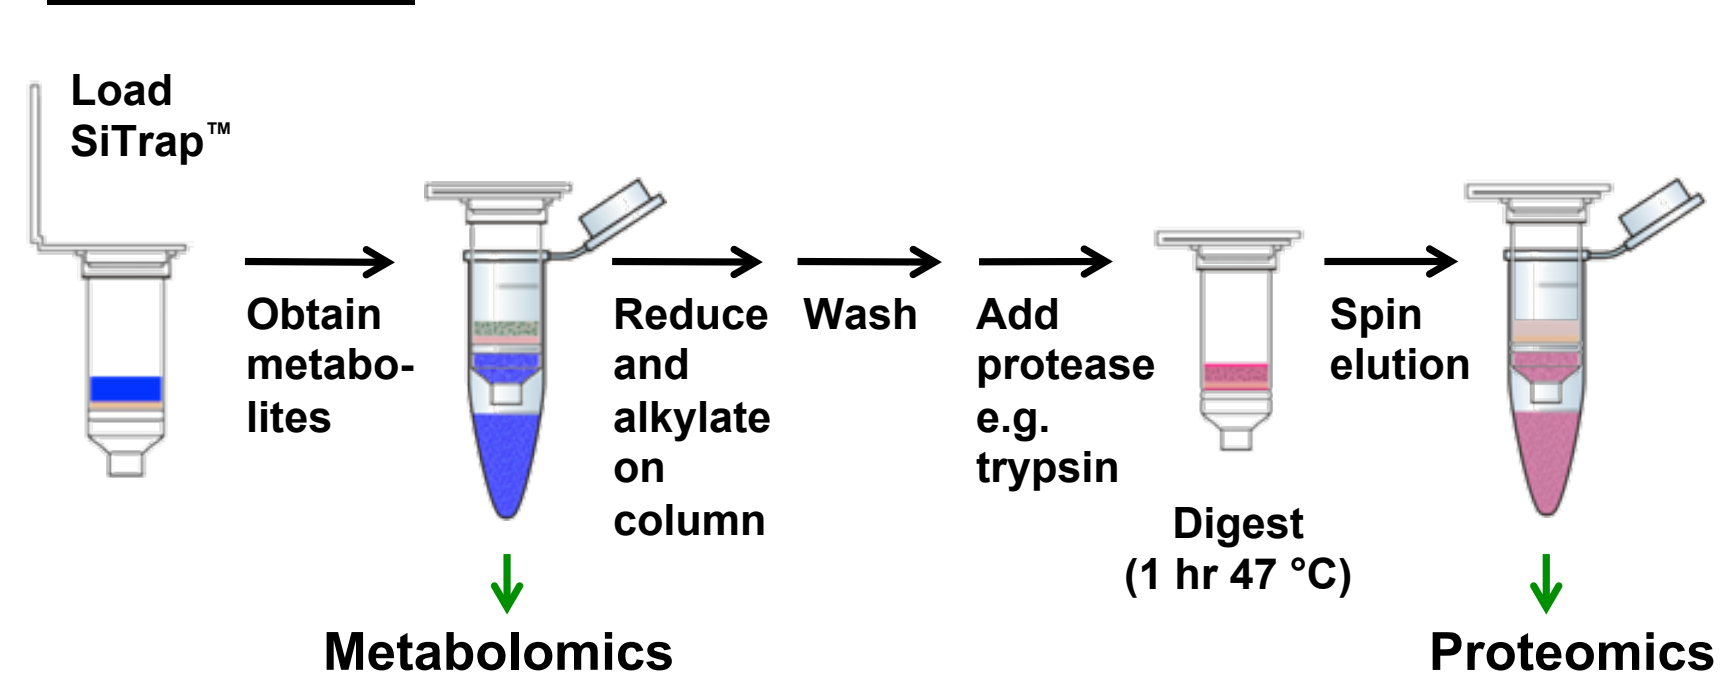 Load
SiTrap™
Obtain
metabo-
lites
Reduce
and
alkylate
on
column
Wash
Add
protease
e.g.
trypsin
Digest
(1 hr 47 °C)
Spin
elution
Metabolomics
Proteomics